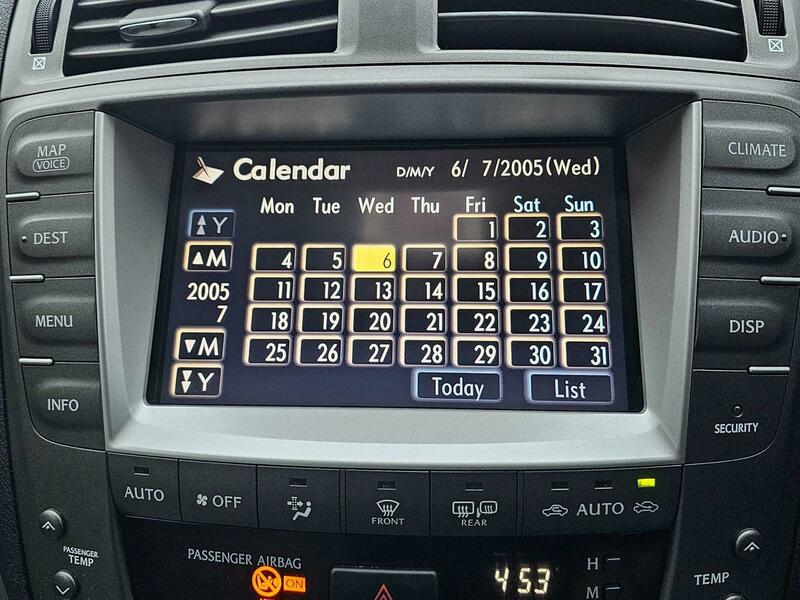 MAP
VOICE
DEST
MENU
INFO
CLIMATE
AUDIO
DISP
SECURITY
Calendar D/M/Y 6/ 7/2005(Wed)
Mon Tue Wed Thu Fri Sat Sun
Y 1 2 3
M 4 5 6 7 8 9 10
2005 11 12 13 14 15 16 17
7 18 19 20 21 22 23 24
M 25 26 27 28 29 30 31
Y Today List
AUTO OFF FRONT REAR AUTO
PASSENGER TEMP
PASSENGER AIRBAG
ON
4 53
H
M
TEMP